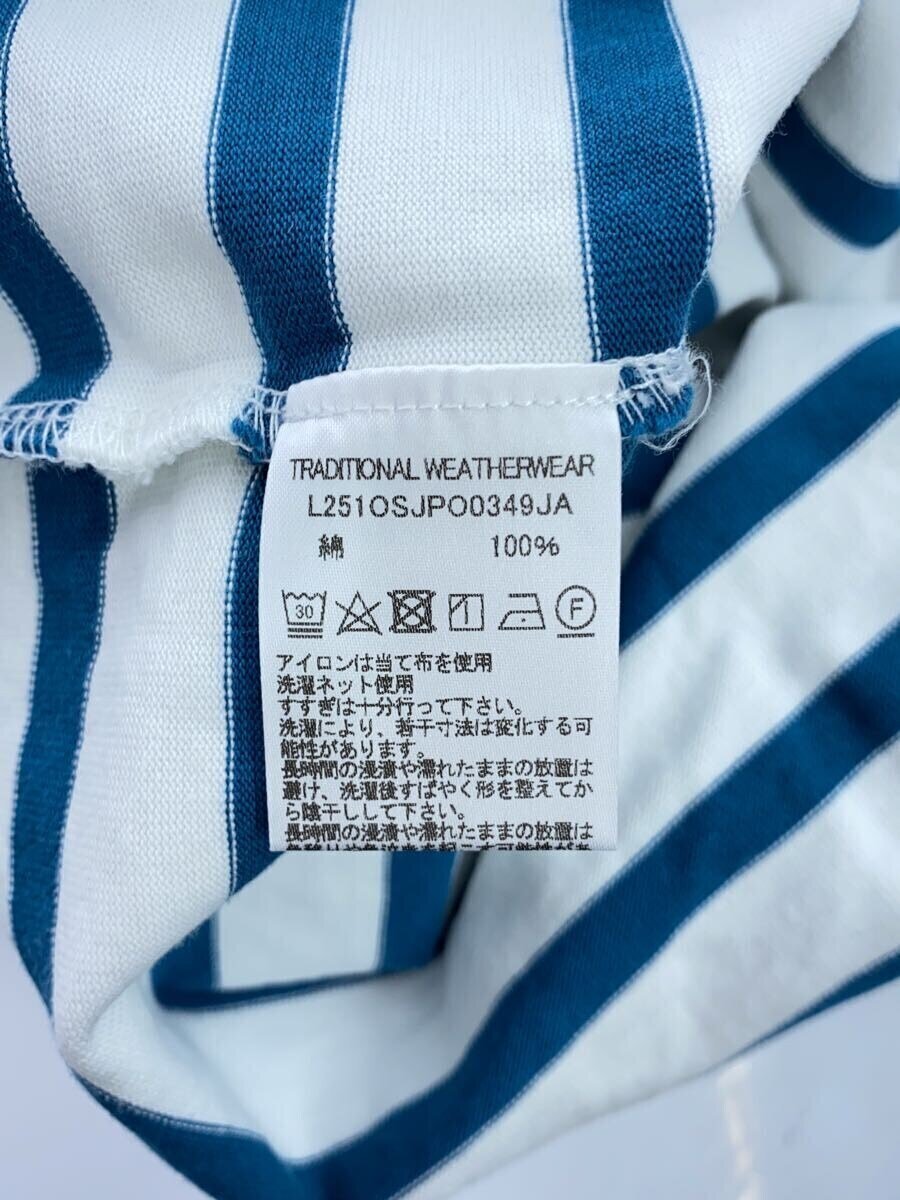 TRADITIONAL WEATHERWEAR
L251OSJPO0349JA
綿 100%
30
F
アイロンは当て布を使用
洗濯ネット使用
すすぎは十分行って下さい。
洗濯により、若干寸法は変化する可
能性があります。
長時間の浸漬や濡れたままの放置は
避け、洗濯後すばやく形を整えてか
ら陰干しして下さい。
長時間の浸漬や濡れたままの放置は